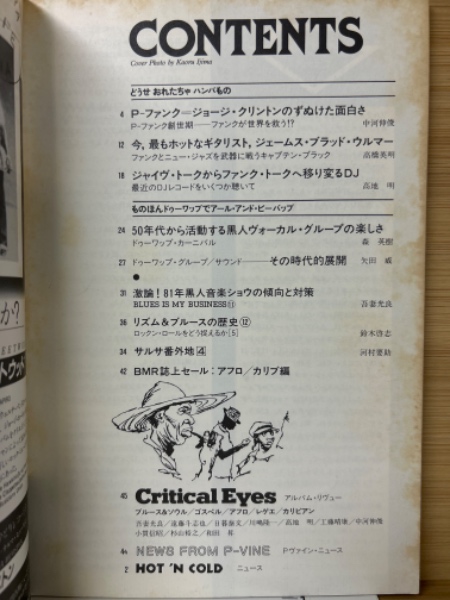 CONTENTS
Cover Photo by Kaoru Ijima
どうせ おれたちゃ ハンパもの
4 P-ファンク=ジョージ・クリントンのずぬけた面白さ
P-ファンク創世期——ファンクが世界を救う!? 中河伸俊
12 今，最もホットなギタリスト，ジェームス・ブラッド・ウルマー
ファンクとニュー・ジャズを武器に戦うキャプテン・ブラック 高橋英明
18 ジャイヴ・トークからファンク・トークへ移り変るDJ
最近のDJレコードをいくつか聴いて 高地 明
ものほんドゥーワップでアール・アンド・ビーバップ
24 50年代から活動する黒人ヴォーカル・グループの楽しさ
ドゥーワップ・カーニバル 森 英樹
27 ドゥーワップ・グループ/サウンド——その時代的展開 矢田 威
31 激論！81年黒人音楽ショウの傾向と対策
BLUES IS MY BUSINESS⑪ 吾妻光良
36 リズム&ブルースの歴史⑫
ロックンロールをどう捉えるか[5] 鈴木啓志
34 サルサ番外地4
河村要助
42 BMR誌上セール：アフロ/カリブ編
45 Critical Eyes アルバム・リヴュー
ブルース&ソウル/ゴスペル/アフロ/レゲエ/カリビアン
吾妻光良/遠藤斗志也/日暮泰文/川嶋隆一/高地 明/工藤晴康/中河伸俊
小賀信昭/
NEWS FROM P-VINE Pヴァイン・ニュース
2 HOT 'N COLD ニュース
か?
トウット
トン